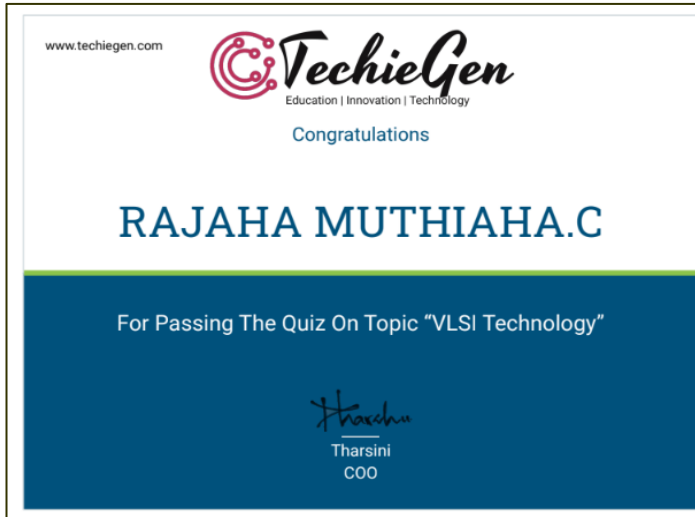 www.techiegen.com
TechieGen
Education | Innovation | Technology
Congratulations
RAJAHA MUTHIAHA.C
For Passing The Quiz On Topic “VLSI Technology”
Tharshu
Tharsini
COO